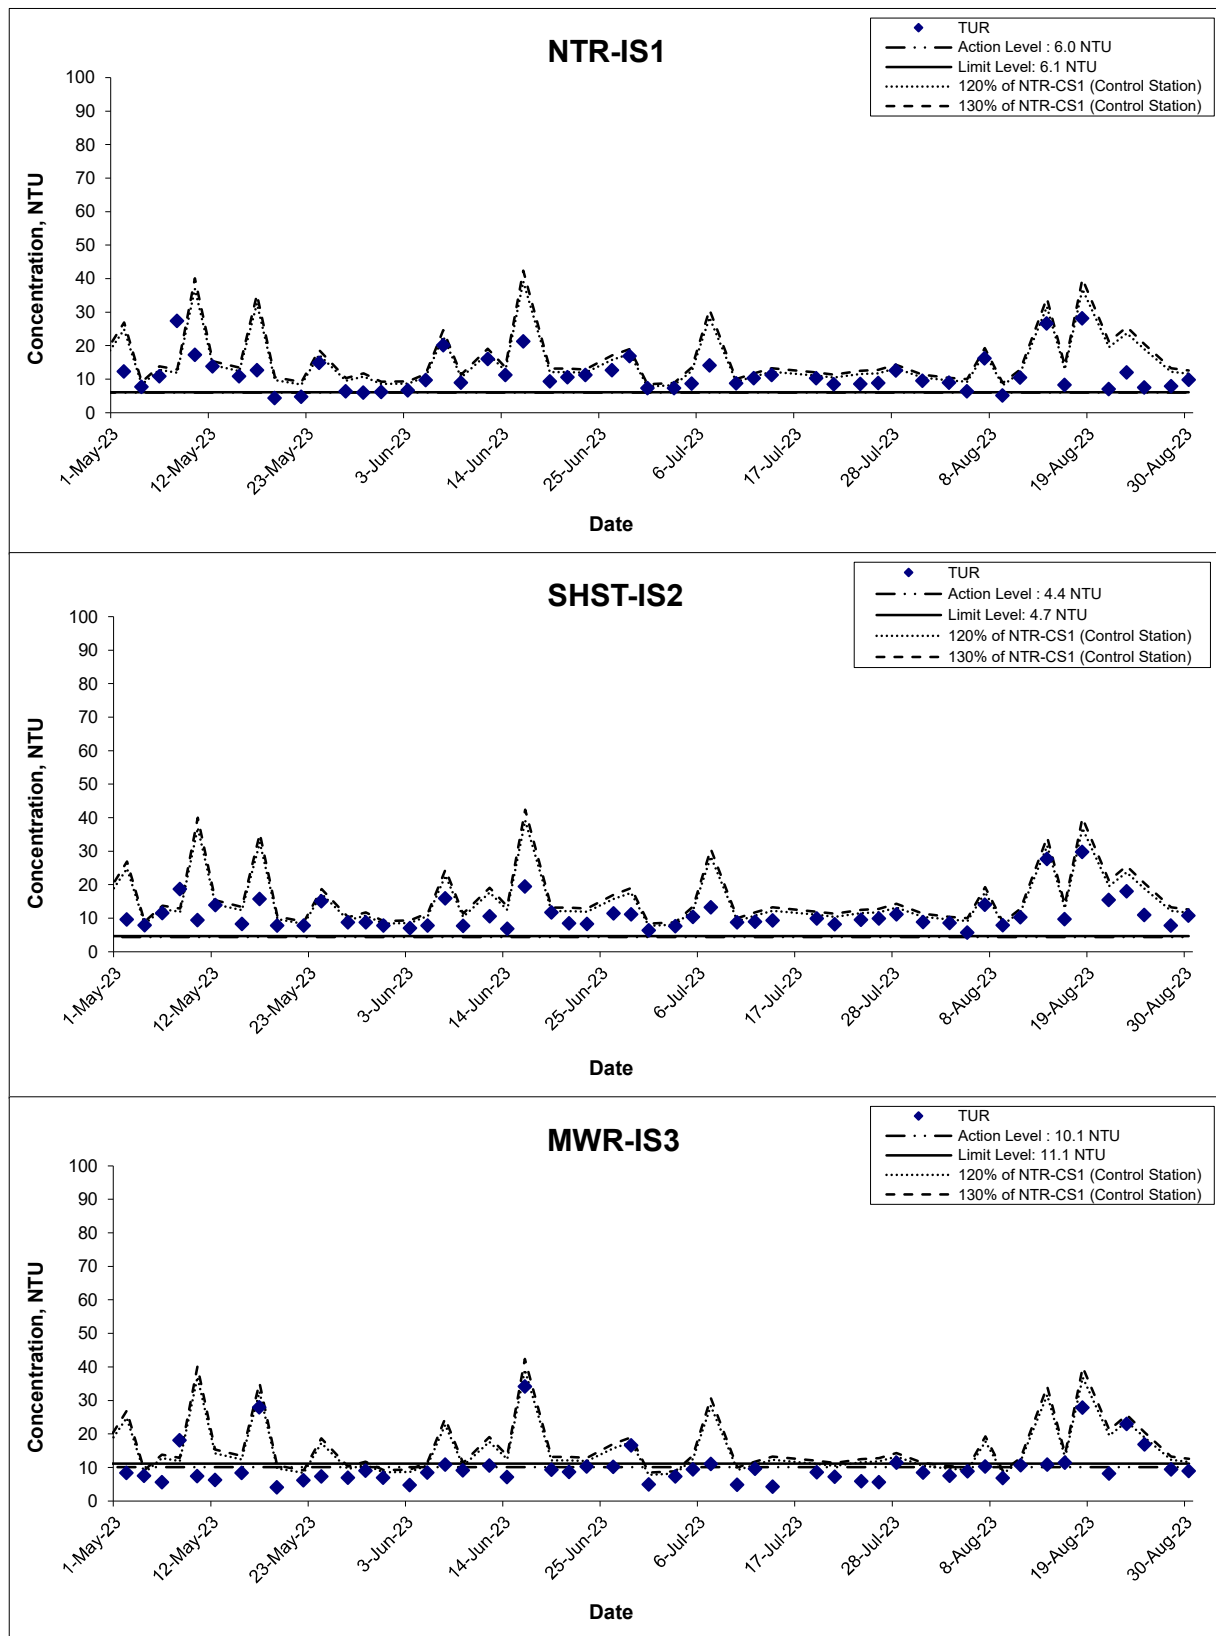 NTR-IS1
TUR
Action Level : 6.0 NTU
Limit Level: 6.1 NTU
120% of NTR-CS1 (Control Station)
130% of NTR-CS1 (Control Station)
Concentration, NTU
100
90
80
70
60
50
40
30
20
10
0
1-May-23
12-May-23
23-May-23
3-Jun-23
14-Jun-23
25-Jun-23
6-Jul-23
17-Jul-23
28-Jul-23
8-Aug-23
19-Aug-23
30-Aug-23
Date
SHST-IS2
TUR
Action Level : 4.4 NTU
Limit Level: 4.7 NTU
120% of NTR-CS1 (Control Station)
130% of NTR-CS1 (Control Station)
Concentration, NTU
100
90
80
70
60
50
40
30
20
10
0
1-May-23
12-May-23
23-May-23
3-Jun-23
14-Jun-23
25-Jun-23
6-Jul-23
17-Jul-23
28-Jul-23
8-Aug-23
19-Aug-23
30-Aug-23
Date
MWR-IS3
TUR
Action Level : 10.1 NTU
Limit Level: 11.1 NTU
120% of NTR-CS1 (Control Station)
130% of NTR-CS1 (Control Station)
Concentration, NTU
100
90
80
70
60
50
40
30
20
10
0
1-May-23
12-May-23
23-May-23
3-Jun-23
14-Jun-23
25-Jun-23
6-Jul-23
17-Jul-23
28-Jul-23
8-Aug-23
19-Aug-23
30-Aug-23
Date